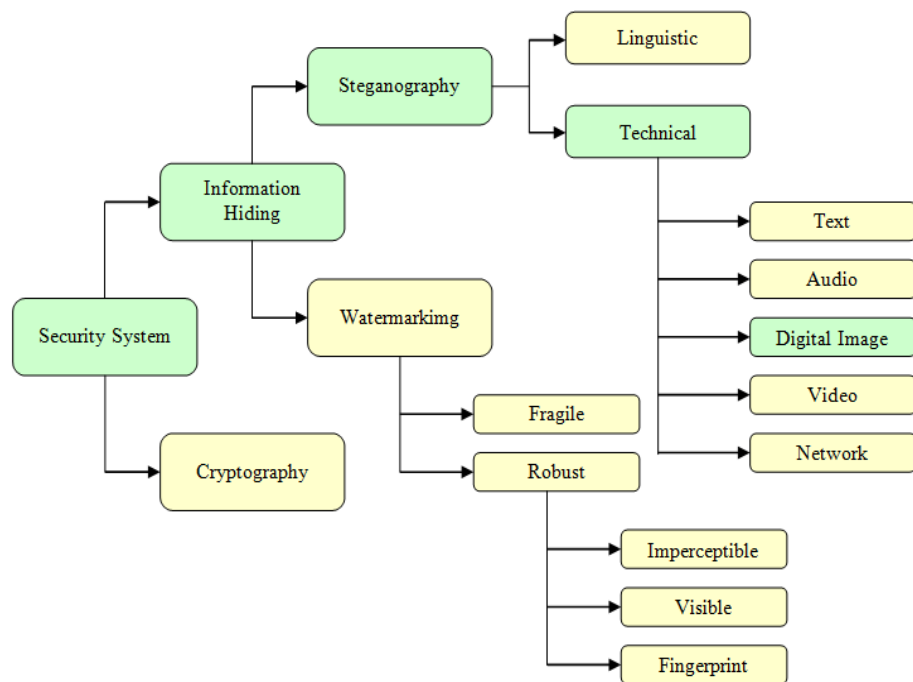 Linguistic
Steganography
Technical
Information
Hiding
Text
Audio
Security System
Watermarkimg
Digital Image
Video
Fragile
Cryptography
Robust
Network
Imperceptible
Visible
Fingerprint